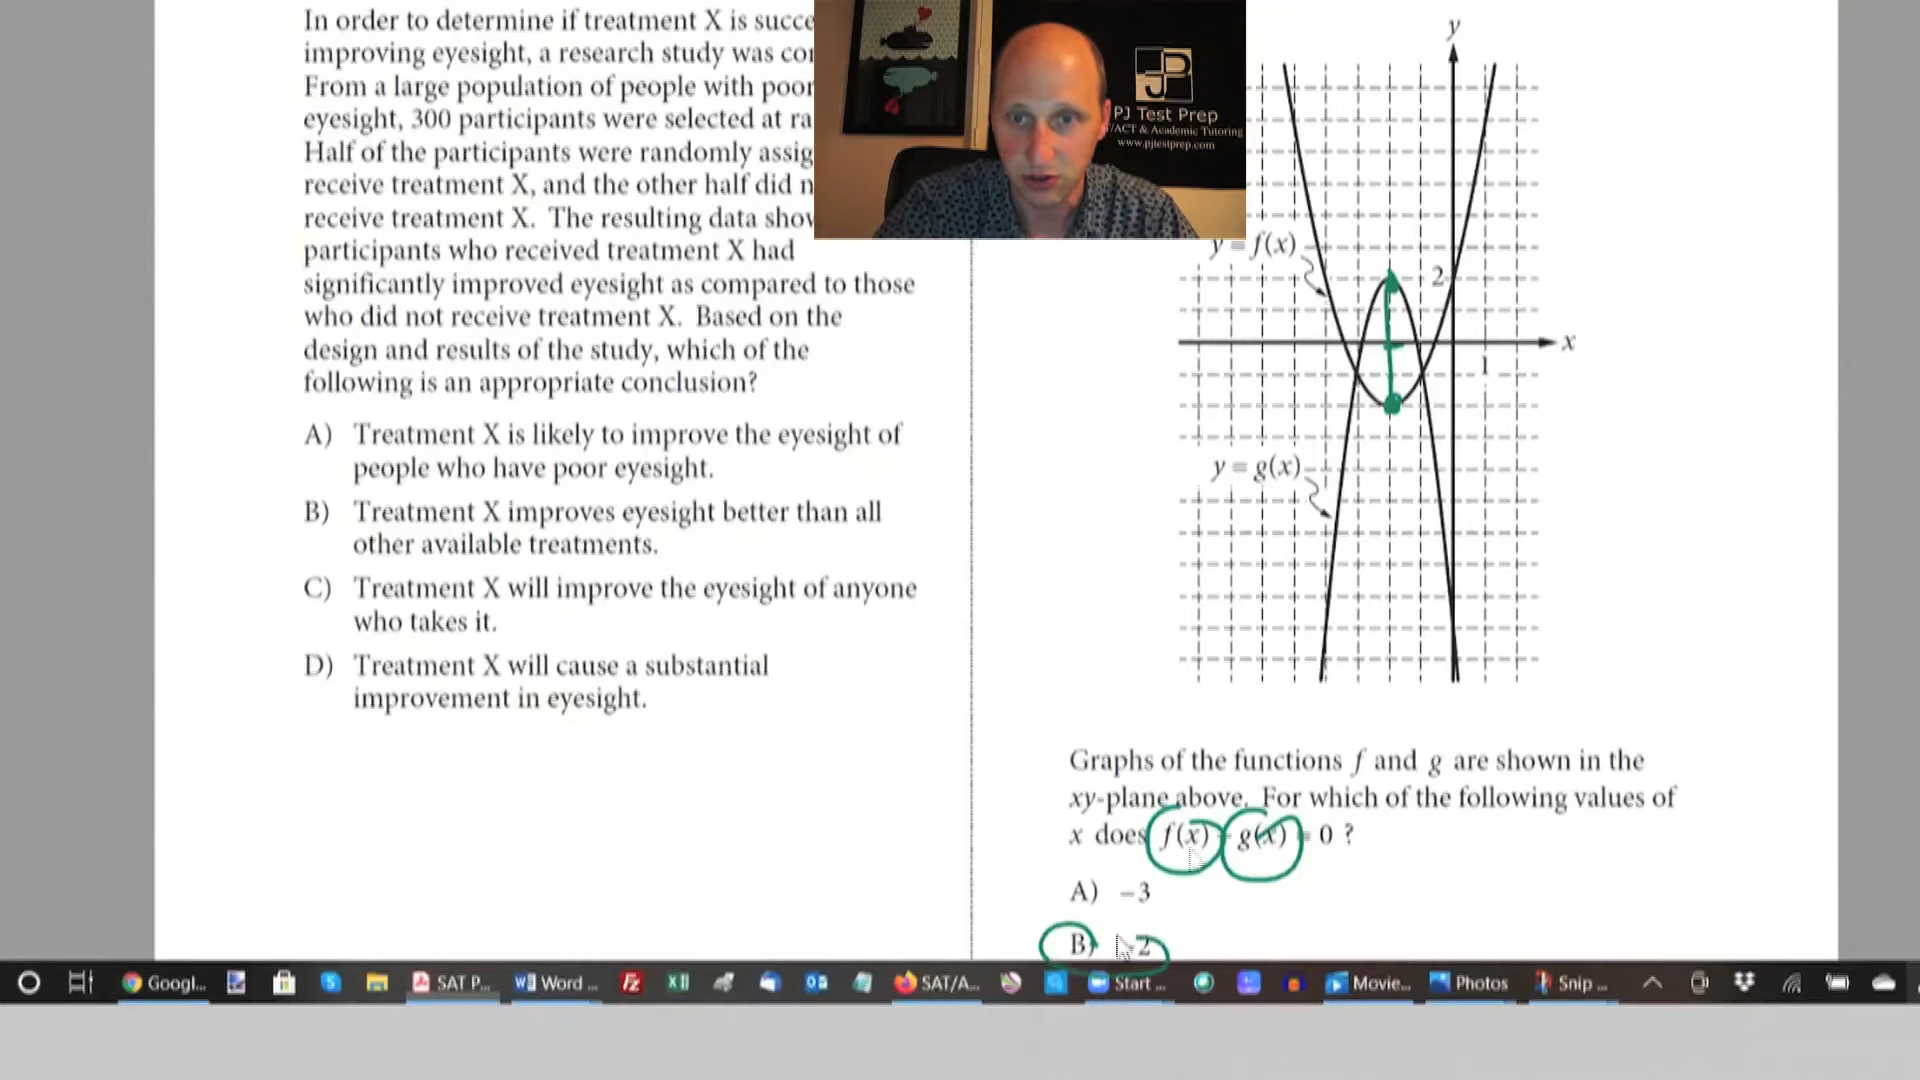 In order to determine if treatment X is succe
improving eyesight, a research study was con
From a large population of people with poor
eyesight, 300 participants were selected at ra
Half of the participants were randomly assig
receive treatment X, and the other half did n
receive treatment X. The resulting data show
participants who received treatment X had
significantly improved eyesight as compared to those
who did not receive treatment X. Based on the
design and results of the study, which of the
following is an appropriate conclusion?
A) Treatment X is likely to improve the eyesight of
people who have poor eyesight.
B) Treatment X improves eyesight better than all
other available treatments.
C) Treatment X will improve the eyesight of anyone
who takes it.
D) Treatment X will cause a substantial
improvement in eyesight.
PJ Test Prep
/ACT & Academic Tutoring
www.pjtestprep.com
y
y = f(x)
2
x
1
y = g(x)
Graphs of the functions f and g are shown in the
xy-plane above. For which of the following values of
x does f(x) + g(x) = 0 ?
A) −3
B) −2
Googl...
SAT P...
Word ...
SAT/A...
Start ...
Movie...
Photos
Snip ...